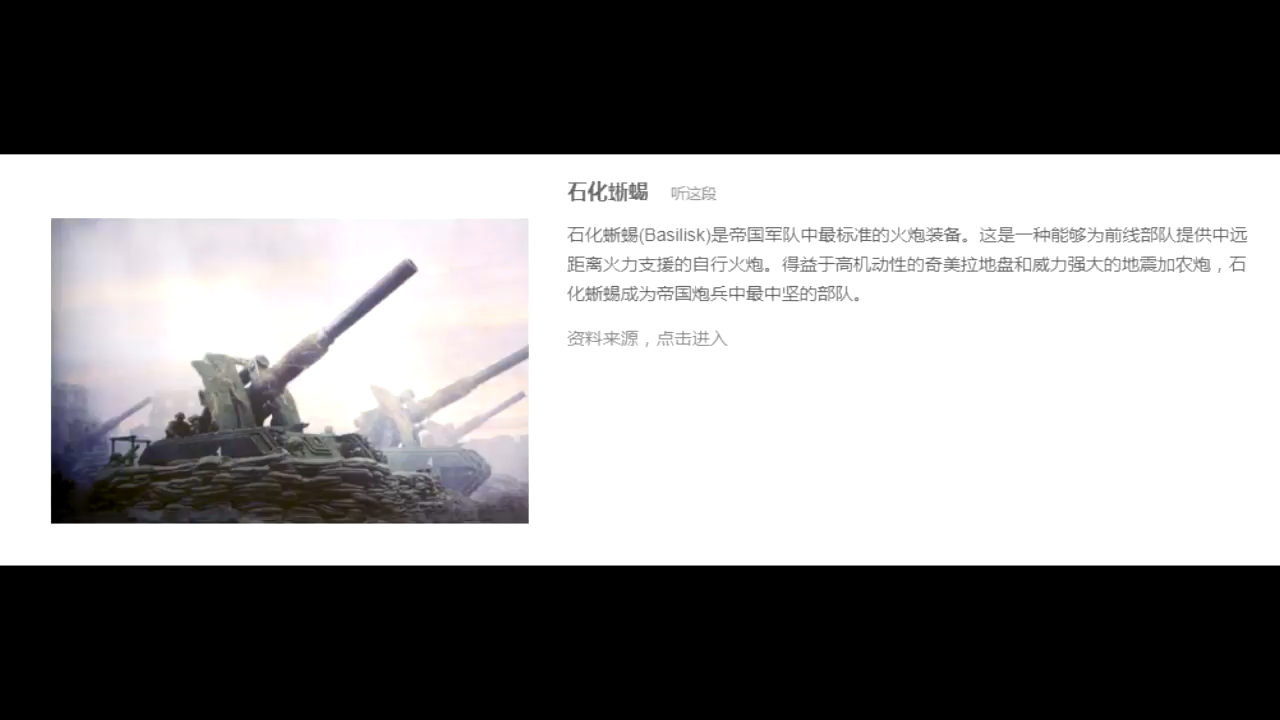 石化蜥蜴 听这段
石化蜥蜴(Basilisk)是帝国军队中最标准的火炮装备。这是一种能够为前线部队提供中远
距离火力支援的自行火炮。得益于高机动性的奇美拉地盘和威力强大的地震加农炮，石
化蜥蜴成为帝国炮兵中最中坚的部队。
资料来源，点击进入